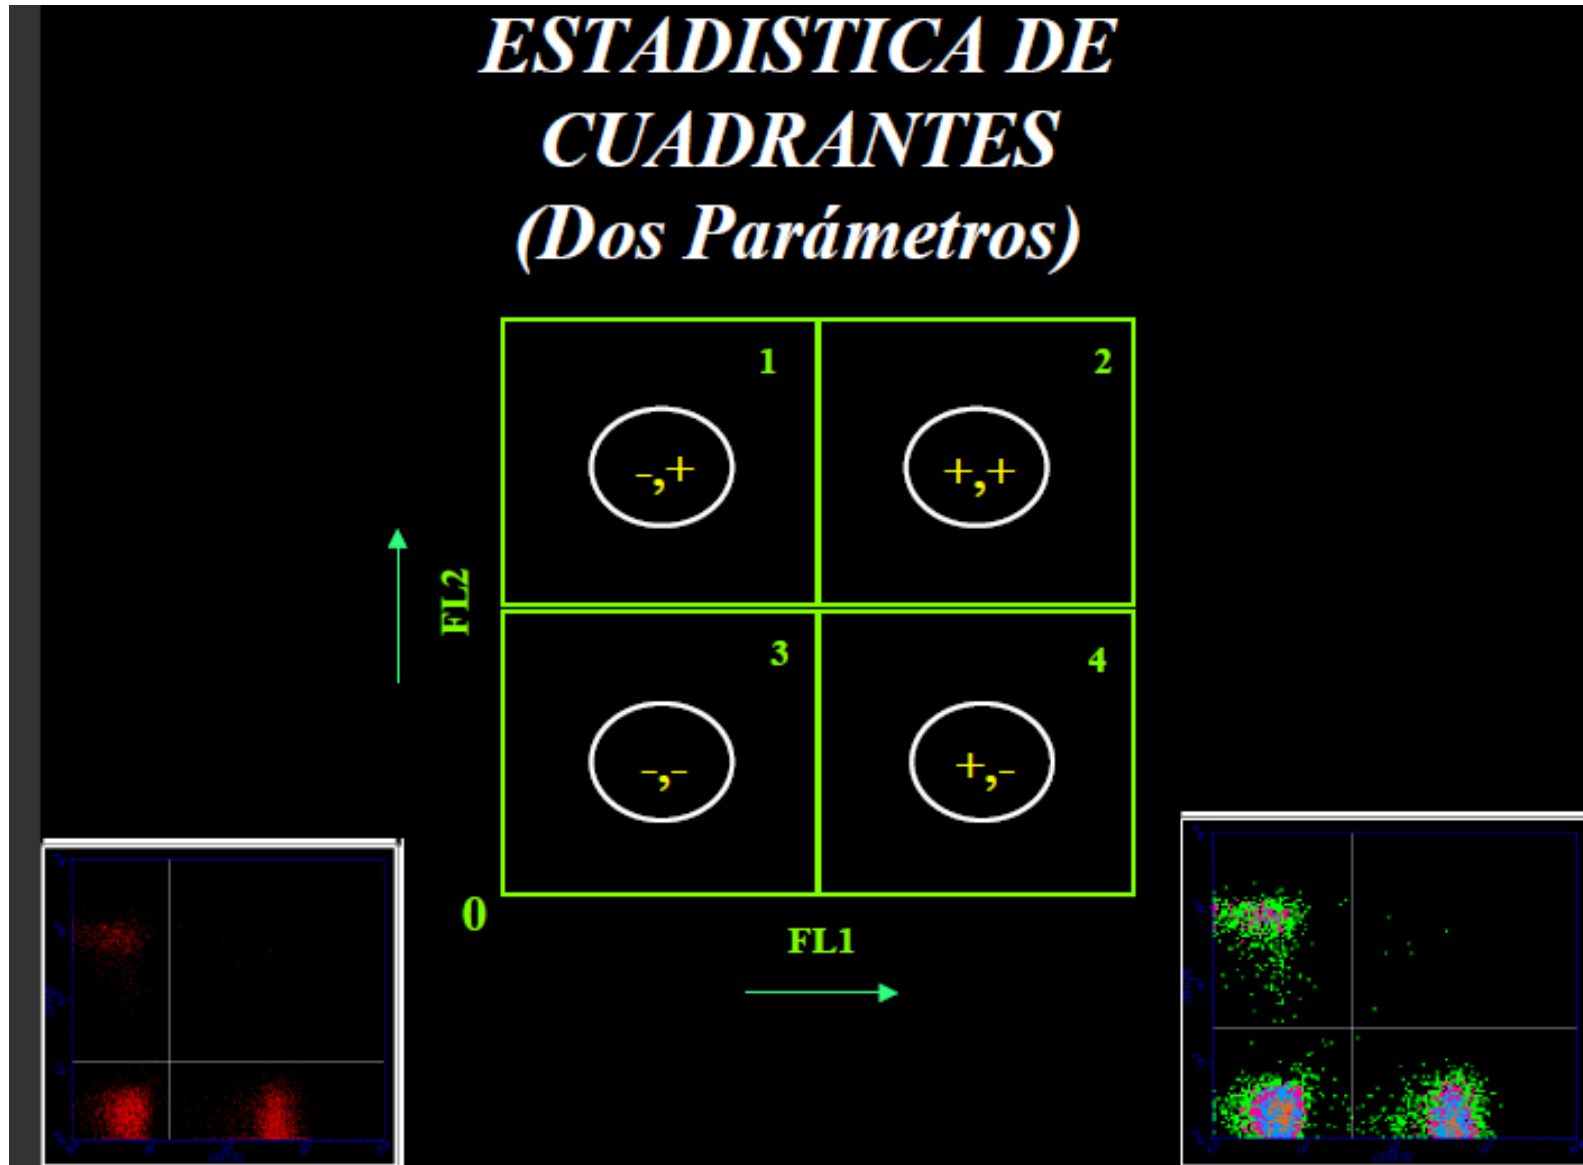 ESTADISTICA DE
CUADRANTES
(Dos Parámetros)
1
2
-,+
+,+
FL2
3
4
-,-
+,-
0
FL1